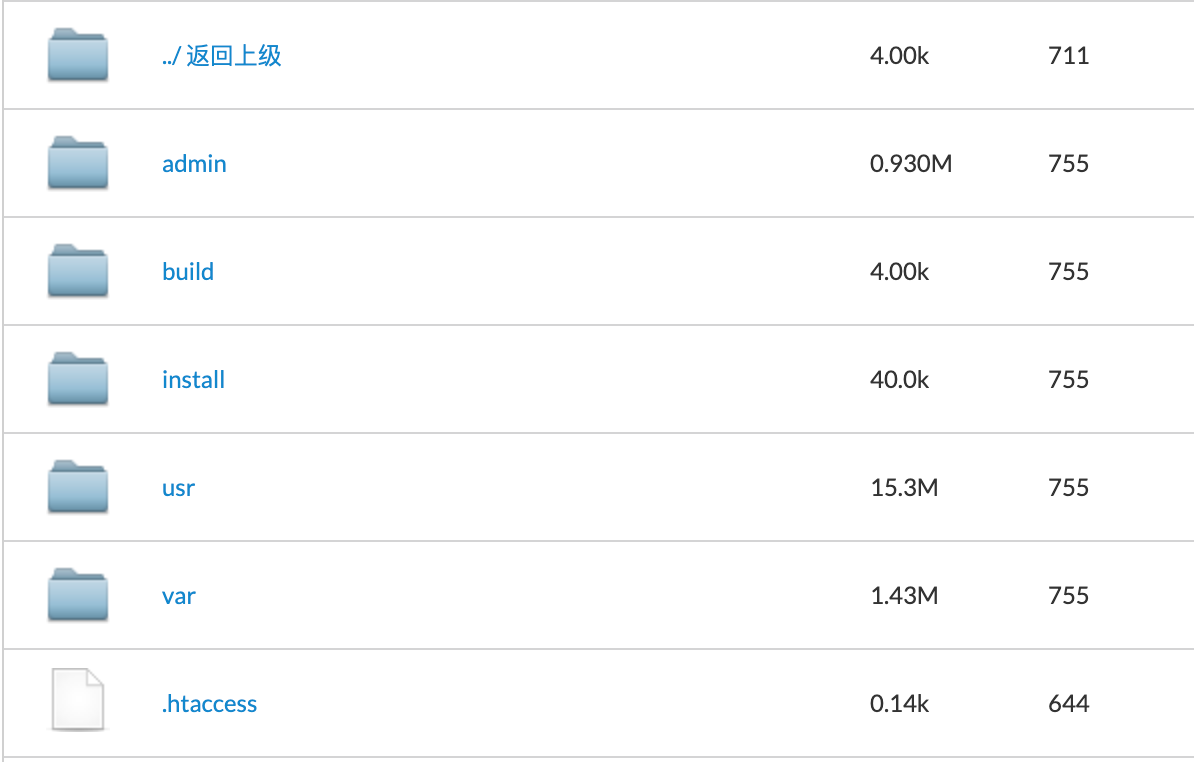 ../ 返回上级 4.00k 711
admin 0.930M 755
build 4.00k 755
install 40.0k 755
usr 15.3M 755
var 1.43M 755
.htaccess 0.14k 644